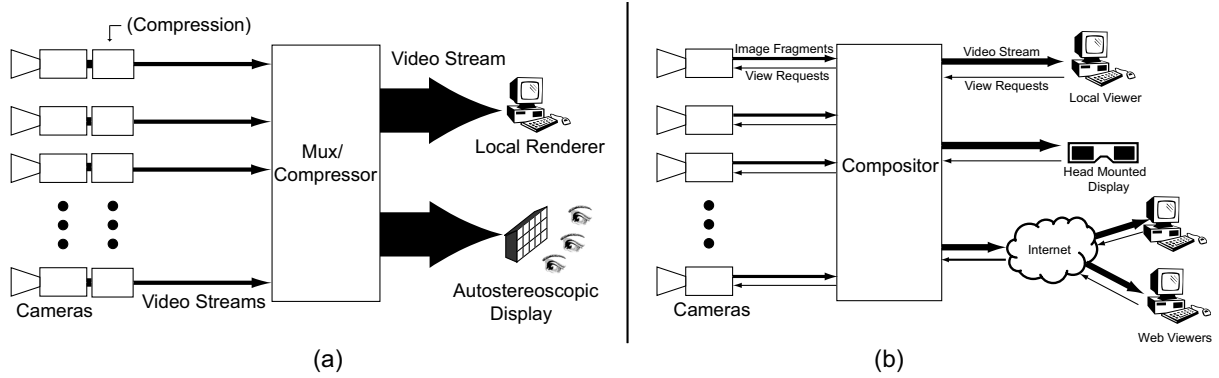 (Compression)
Video Stream
Mux/
Compressor
Local Renderer
Video Streams
Cameras
Autostereoscopic
Display
(a)
Image Fragments
View Requests
Compositor
Video Stream
View Requests
Local Viewer
Head Mounted
Display
Internet
Cameras
Web Viewers
(b)